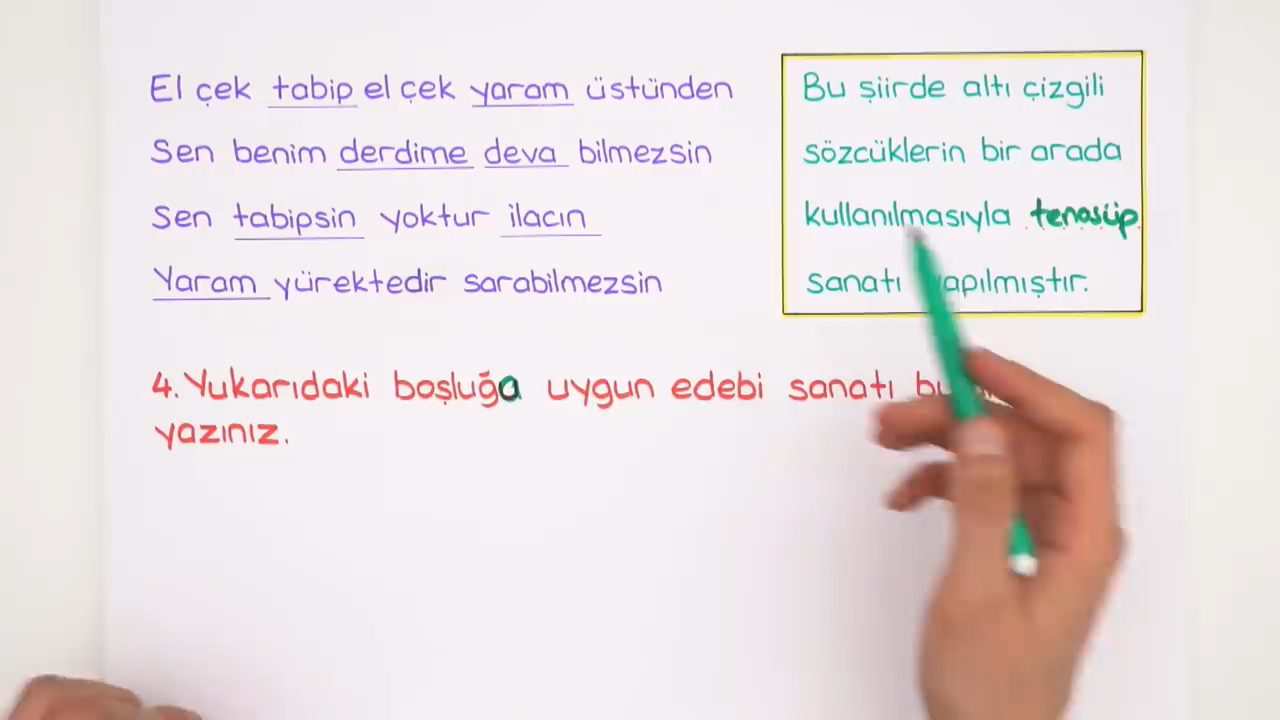 El çek tabip el çek yaram üstünden
Sen benim derdime deva bilmezsin
Sen tabipsin yoktur ilacın
Yaram yürektedir sarabilmezsin
Bu şiirde altı çizgili
sözcüklerin bir arada
kullanılmasıyla tenasüp
sanatı yapılmıştır.
4. Yukarıdaki boşluğa uygun edebi sanatı
yazınız.